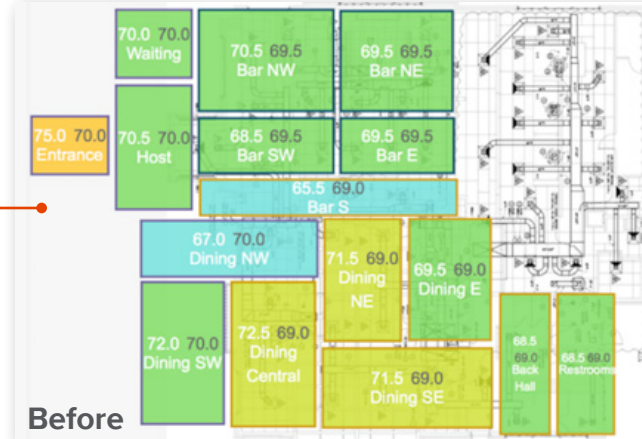 70.0 70.0
Waiting
70.5 69.5
Bar NW
69.5 69.5
Bar NE
75.0 70.0
Entrance
70.5 70.0
Host
68.5 69.5
Bar SW
69.5 69.5
Bar E
65.5 69.0
Bar S
67.0 70.0
Dining NW
71.5 69.0
Dining
NE
69.5 69.0
Dining E
72.0 70.0
Dining SW
72.5 69.0
Dining
Central
71.5 69.0
Dining SE
68.5
69.0
Back
Hall
68.5 69.0
Restrooms
Before